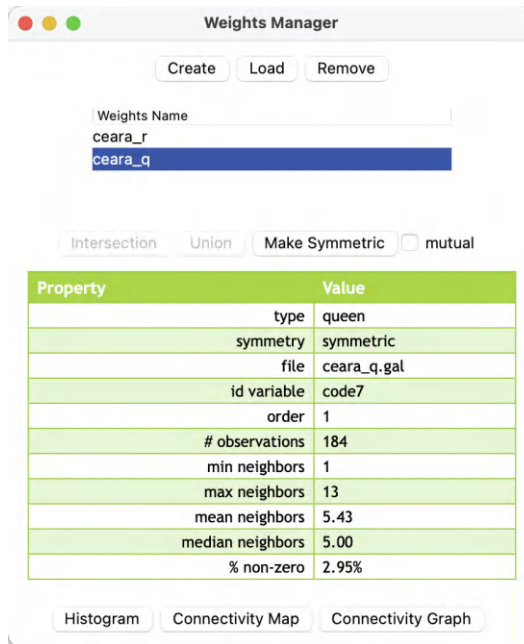 Weights Manager
Create Load Remove
Weights Name
ceara_r
ceara_q
Intersection Union Make Symmetric mutual
Property Value
type queen
symmetry symmetric
file ceara_q.gal
id variable code7
order 1
# observations 184
min neighbors 1
max neighbors 13
mean neighbors 5.43
median neighbors 5.00
% non-zero 2.95%
Histogram Connectivity Map Connectivity Graph